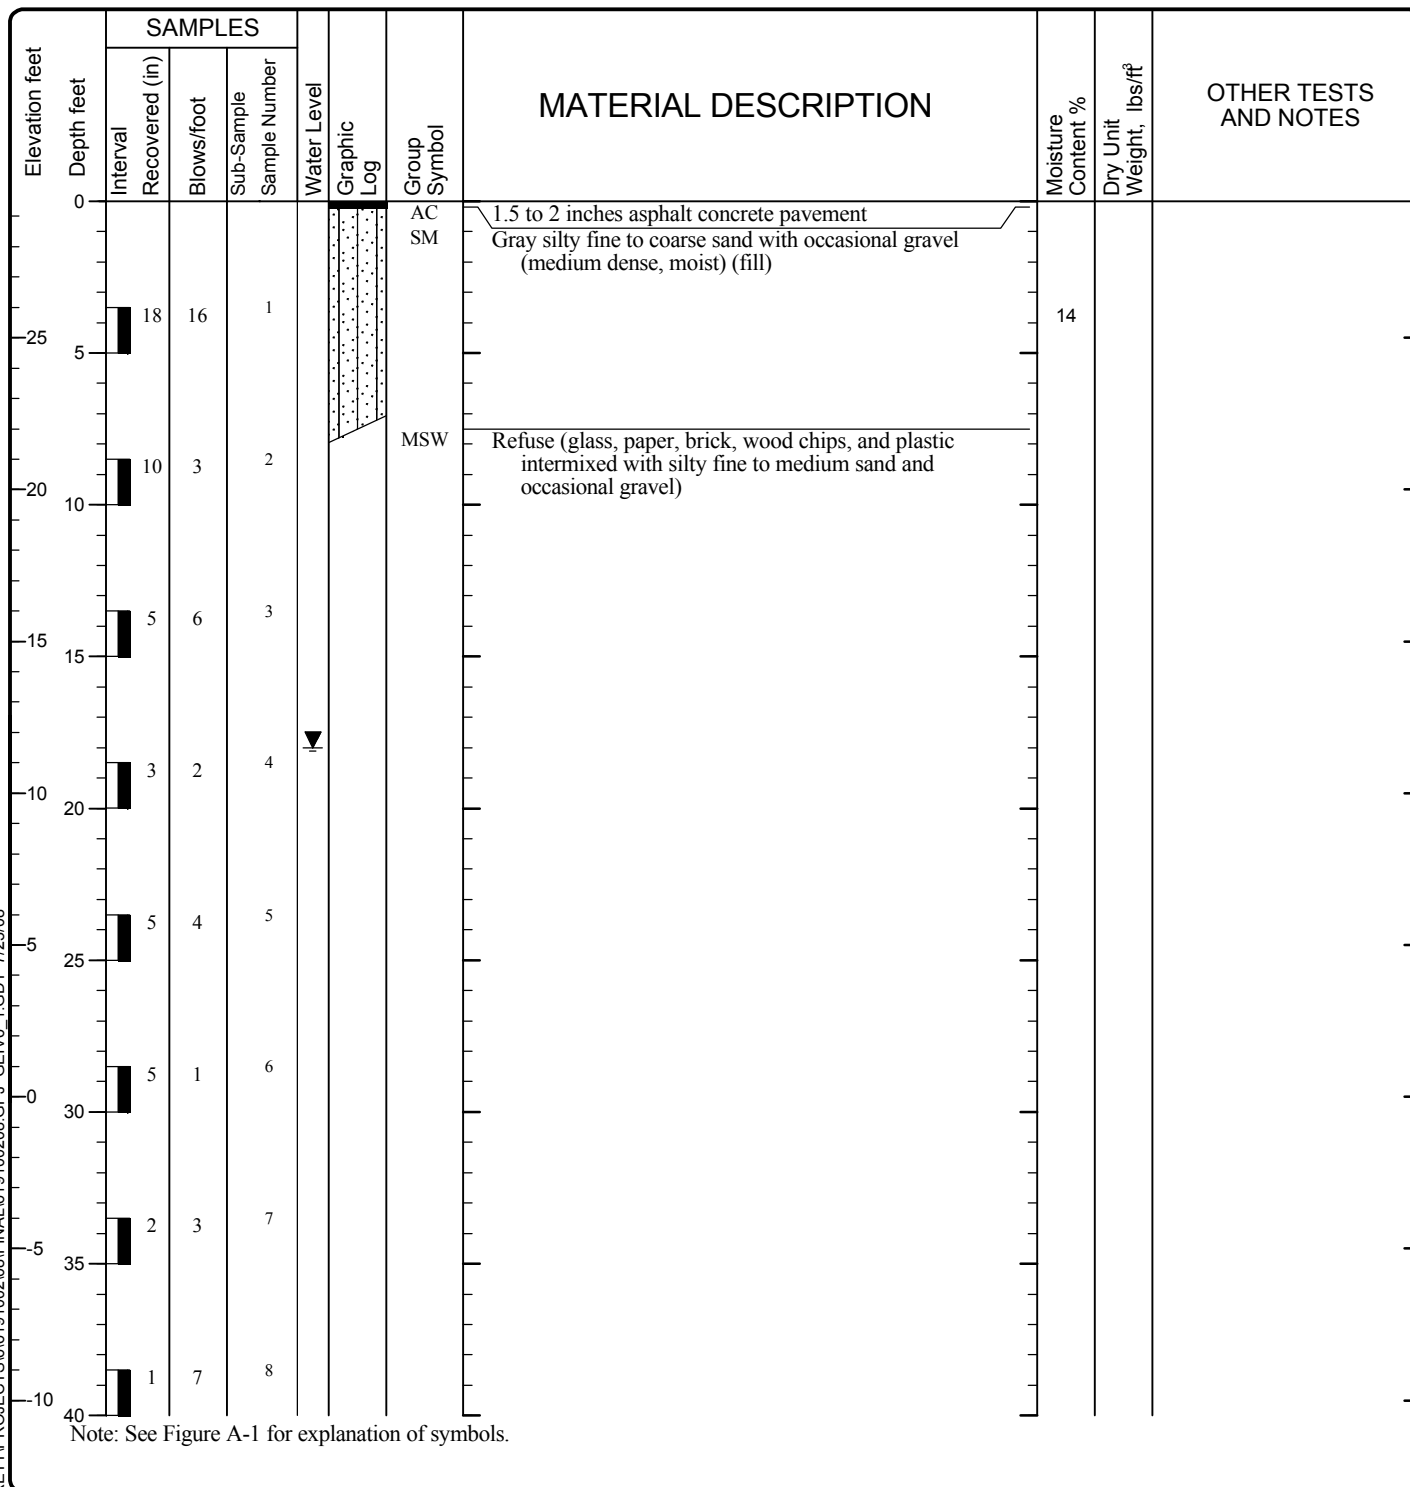 SAMPLES
Elevation feet
Depth feet
Interval
Recovered (in)
Blows/foot
Sub-Sample
Sample Number
Water Level
Graphic
Log
Group
Symbol
MATERIAL DESCRIPTION
Moisture
Content %
Dry Unit
Weight, lbs/ft³
OTHER TESTS
AND NOTES
0
AC 1.5 to 2 inches asphalt concrete pavement
SM Gray silty fine to coarse sand with occasional gravel
(medium dense, moist) (fill)
18 16 1 14
25
5
MSW Refuse (glass, paper, brick, wood chips, and plastic
intermixed with silty fine to medium sand and
occasional gravel)
10 3 2
20
10
5 6 3
15
15
3 2 4
10
20
5 4 5
5
25
5 1 6
0
30
2 3 7
-5
35
1 7 8
-10
40
Note: See Figure A-1 for explanation of symbols.